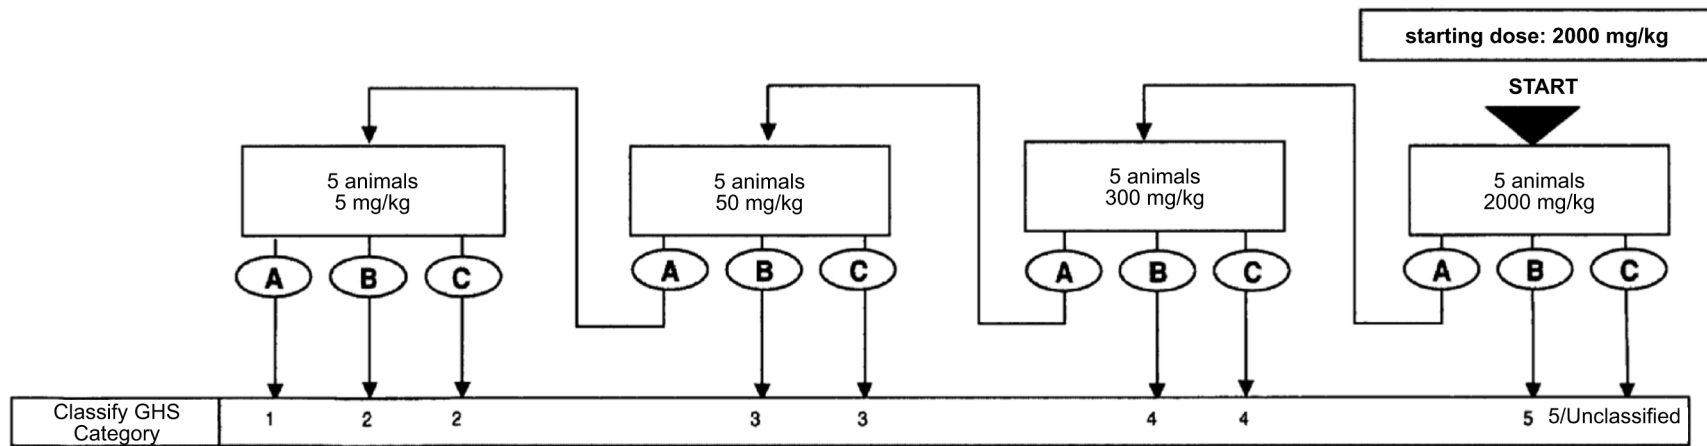 starting dose: 2000 mg/kg
START
5 animals
5 mg/kg
5 animals
50 mg/kg
5 animals
300 mg/kg
5 animals
2000 mg/kg
A B C A B C A B C A B C
Classify GHS
Category
1 2 2 3 3 4 4 5 5/Unclassified